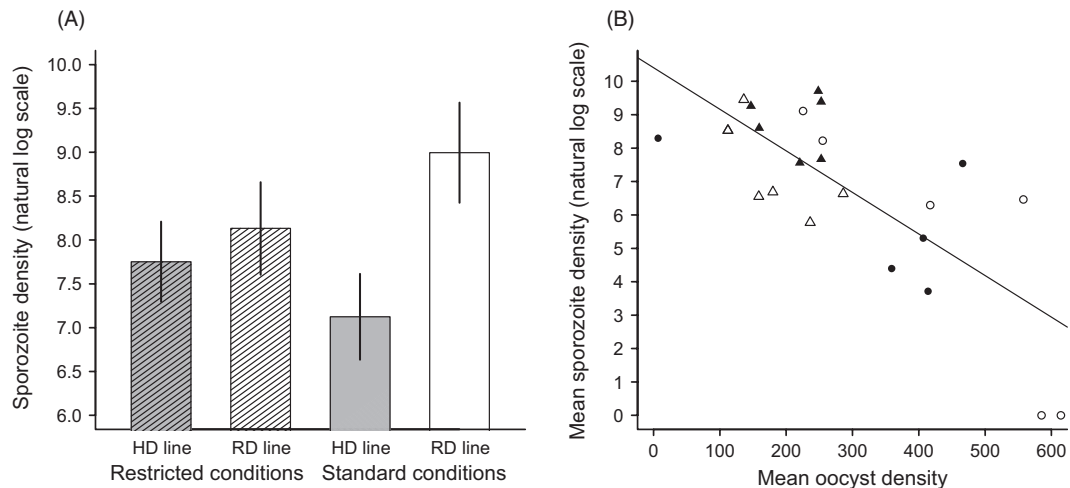 (A)
Sporozoite density (natural log scale)
10.0
9.5
9.0
8.5
8.0
7.5
7.0
6.5
6.0
HD line RD line HD line RD line
Restricted conditions Standard conditions
(B)
Mean sporozoite density (natural log scale)
10
9
8
7
6
5
4
3
2
1
0
0 100 200 300 400 500 600
Mean oocyst density